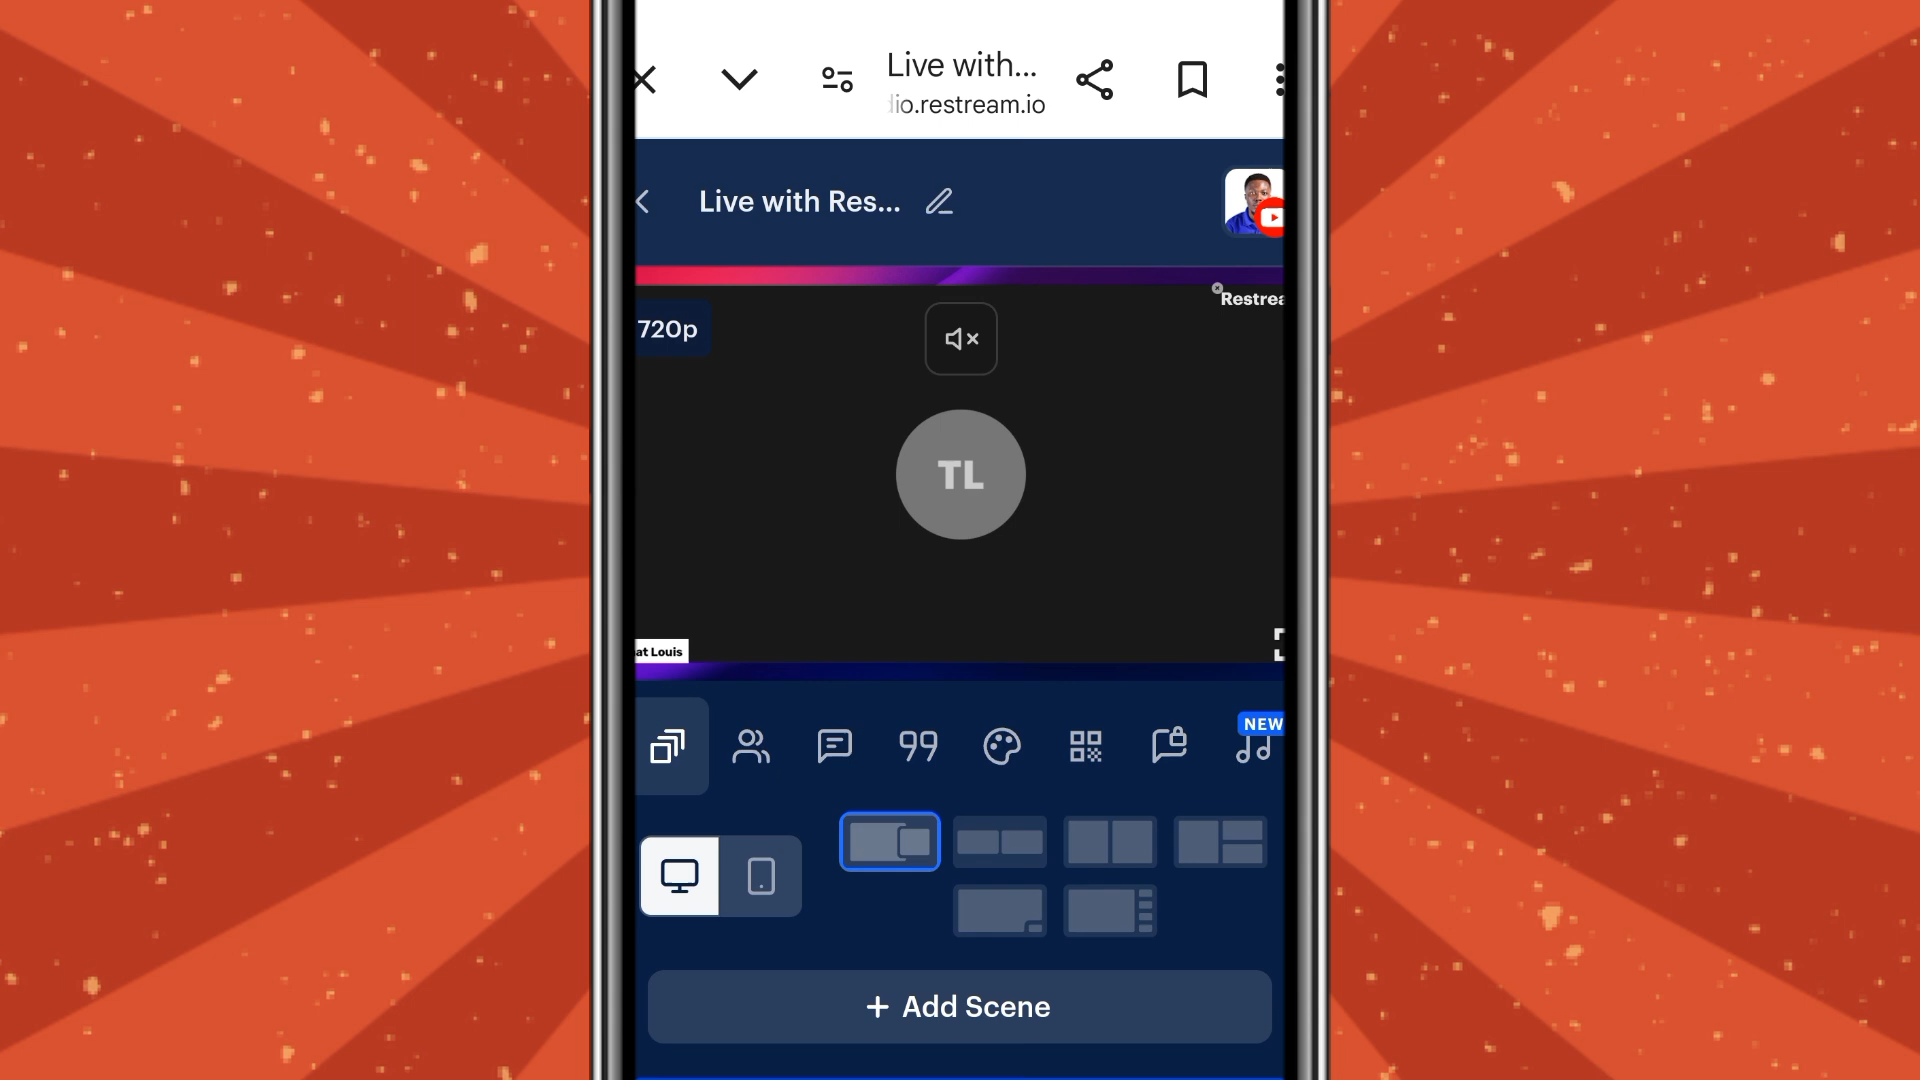 Live with...
io.restream.io
Live with Res...
Restrea
720p
TL
at Louis
NEW
+ Add Scene